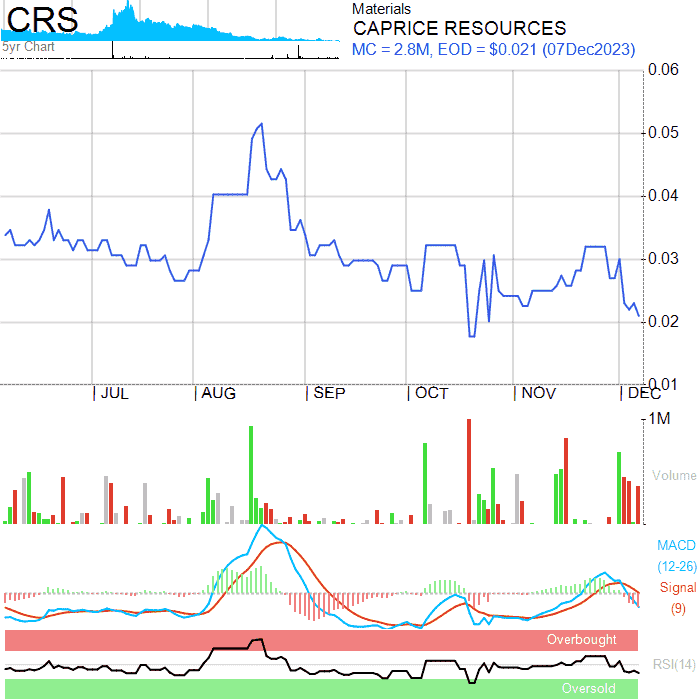 CRS
5yr Chart
Materials
CAPRICE RESOURCES
MC = 2.8M, EOD = $0.021 (07Dec2023)
0.06
0.05
0.04
0.03
0.02
0.01
JUL AUG SEP OCT NOV DEC
1M
Volume
MACD
(12-26)
Signal
(9)
Overbought
RSI(14)
Oversold